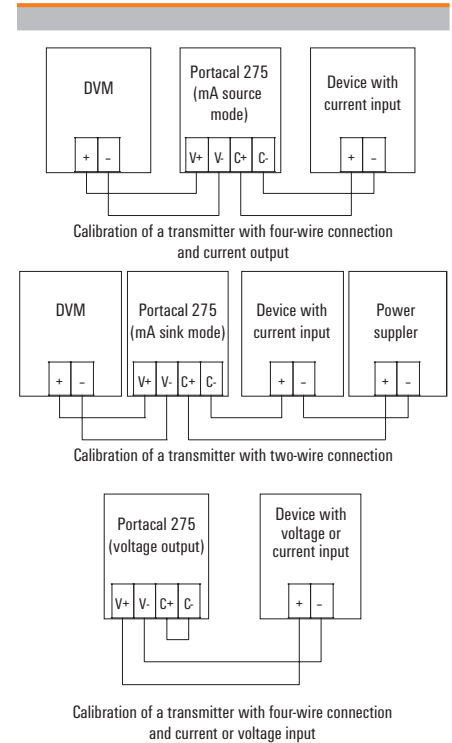 DVM
+ –
Portacal 275
(mA source
mode)
V+ V- C+ C-
Device with
current input
+ –
Calibration of a transmitter with four-wire connection
and current output
DVM
+ –
Portacal 275
(mA sink mode)
V+ V- C+ C-
Device with
current input
+ –
Power
suppler
+ –
Calibration of a transmitter with two-wire connection
Portacal 275
(voltage output)
V+ V- C+ C-
Device with
voltage or
current input
+ –
Calibration of a transmitter with four-wire connection
and current or voltage input